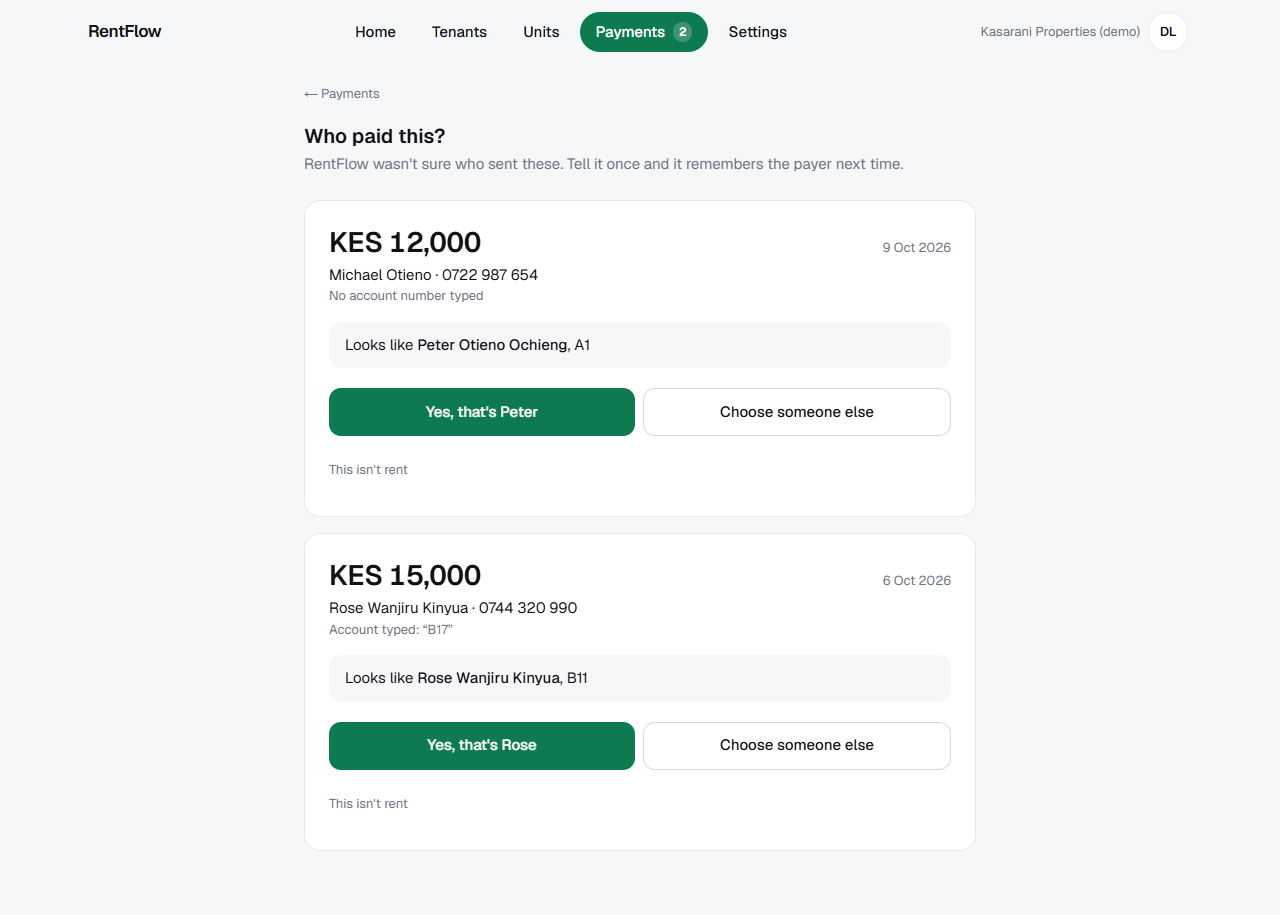 RentFlow
Home
Tenants
Units
Payments 2
Settings
Kasarani Properties (demo)
DL
← Payments
Who paid this?
RentFlow wasn't sure who sent these. Tell it once and it remembers the payer next time.
KES 12,000
9 Oct 2026
Michael Otieno · 0722 987 654
No account number typed
Looks like Peter Otieno Ochieng, A1
Yes, that's Peter
Choose someone else
This isn't rent
KES 15,000
6 Oct 2026
Rose Wanjiru Kinyua · 0744 320 990
Account typed: “B17”
Looks like Rose Wanjiru Kinyua, B11
Yes, that's Rose
Choose someone else
This isn't rent